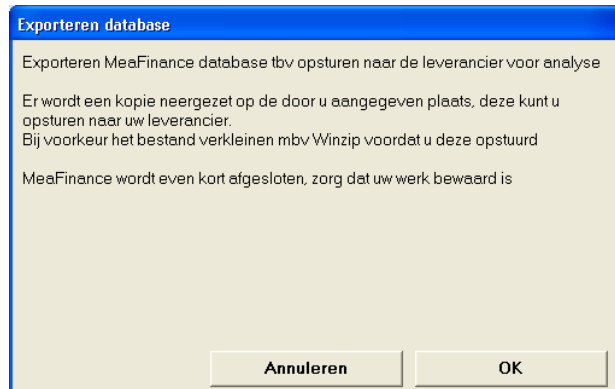 Exporteren database
Exporteren MeaFinance database tbv opsturen naar de leverancier voor analyse
Er wordt een kopie neergezet op de door u aangegeven plaats, deze kunt u
opsturen naar uw leverancier.
Bij voorkeur het bestand verkleinen mbv Winzip voordat u deze opstuurd
MeaFinance wordt even kort afgesloten, zorg dat uw werk bewaard is
Annuleren
OK